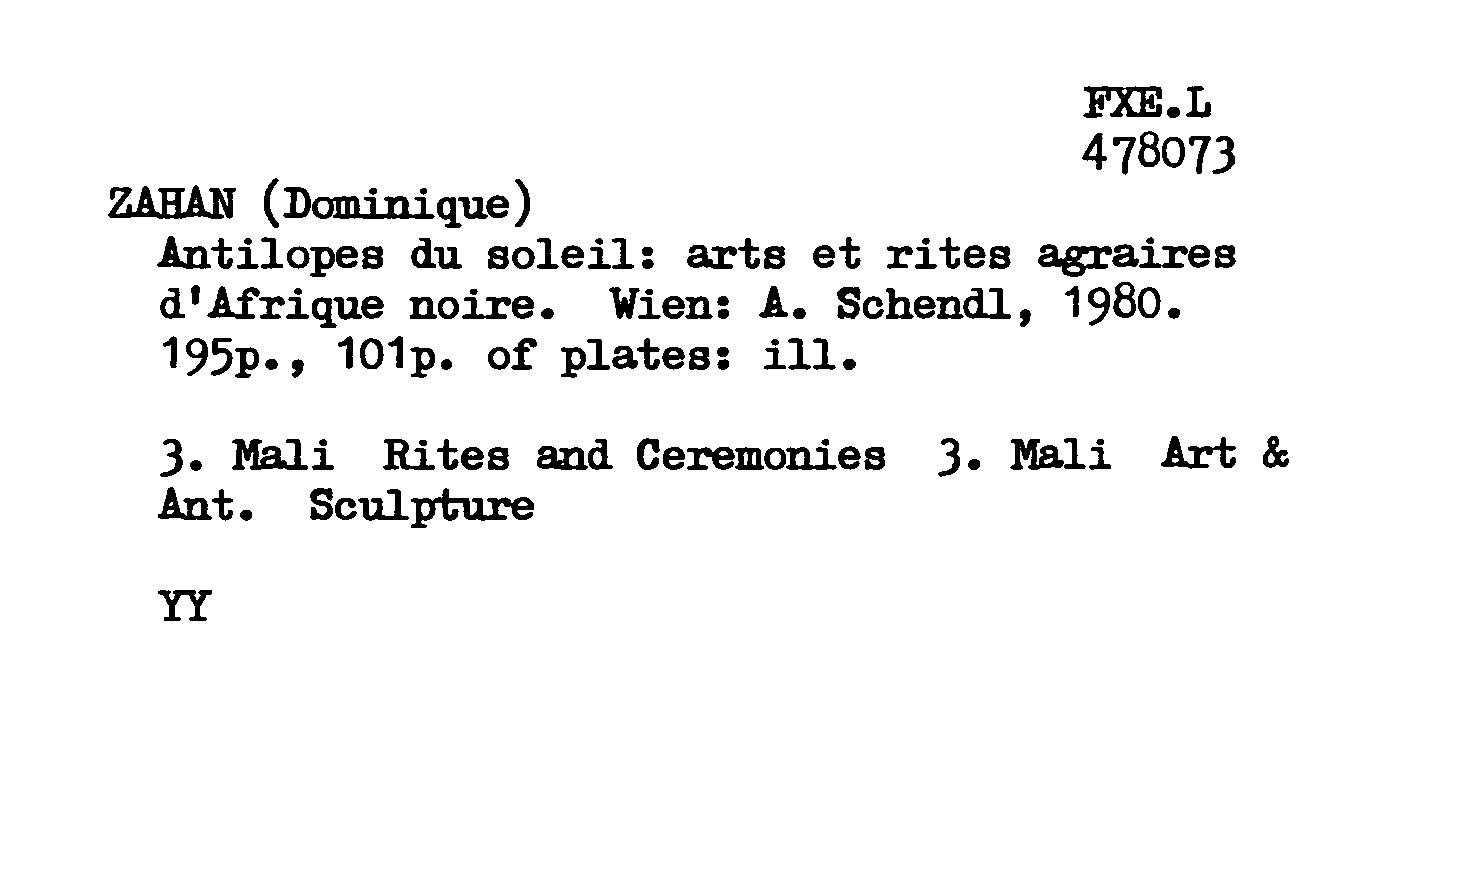 FXE.L
478073
ZAHAN (Dominique)
Antilopes du soleil: arts et rites agraires
d'Afrique noire.  Wien: A. Schendl, 1980.
195p., 101p. of plates: ill.
3. Mali  Rites and Ceremonies  3. Mali  Art &
Ant.  Sculpture
YY